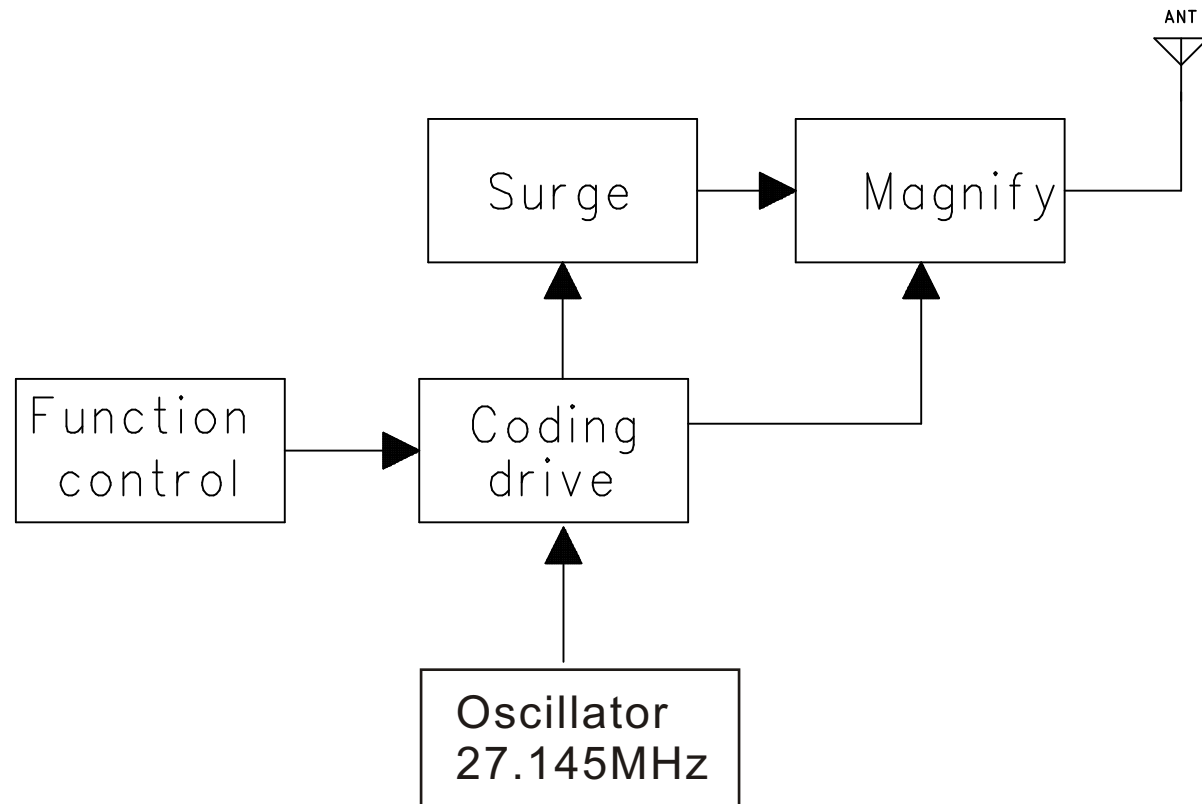 ANT
Surge
Magnify
Function
control
Coding
drive
Oscillator
27.145MHz